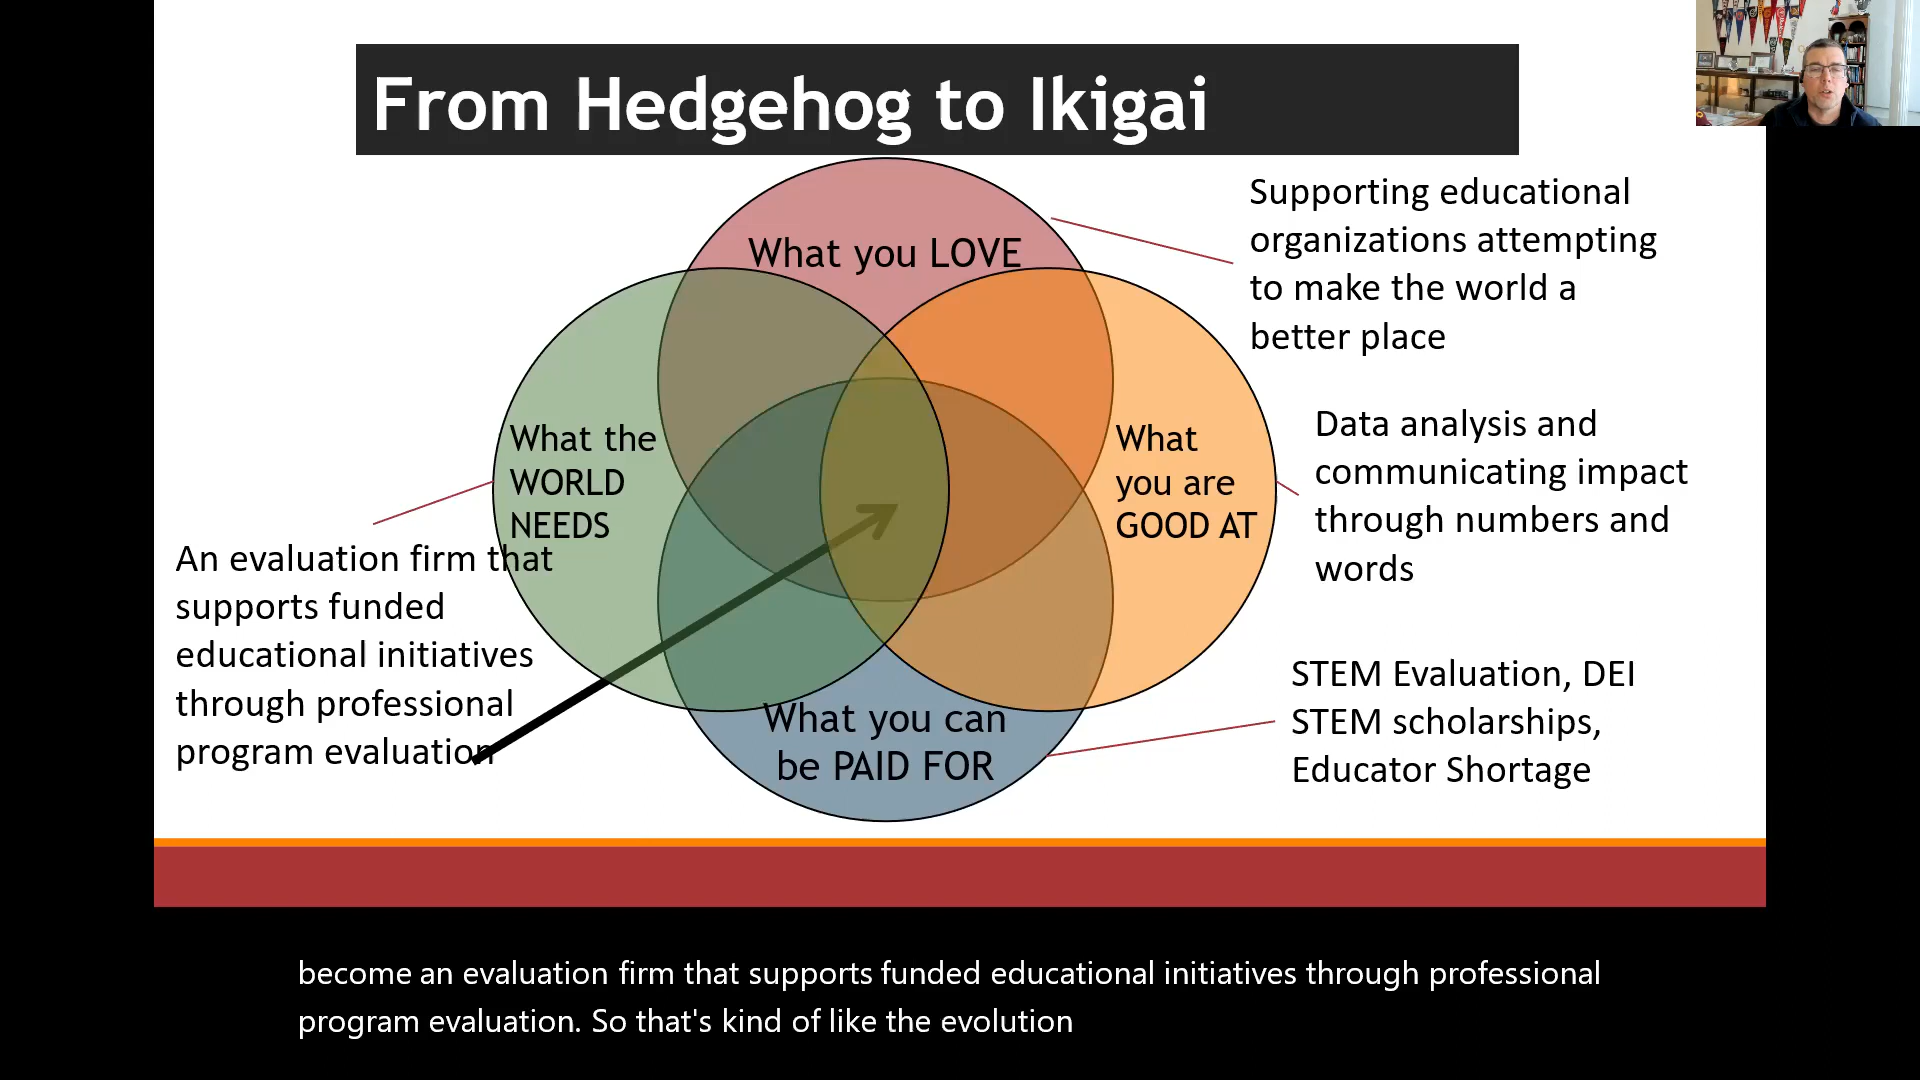 From Hedgehog to Ikigai
What you LOVE
Supporting educational
organizations attempting
to make the world a
better place
What the
WORLD
NEEDS
What
you are
GOOD AT
Data analysis and
communicating impact
through numbers and
words
An evaluation firm that
supports funded
educational initiatives
through professional
program evaluation
What you can
be PAID FOR
STEM Evaluation, DEI
STEM scholarships,
Educator Shortage
become an evaluation firm that supports funded educational initiatives through professional
program evaluation. So that's kind of like the evolution